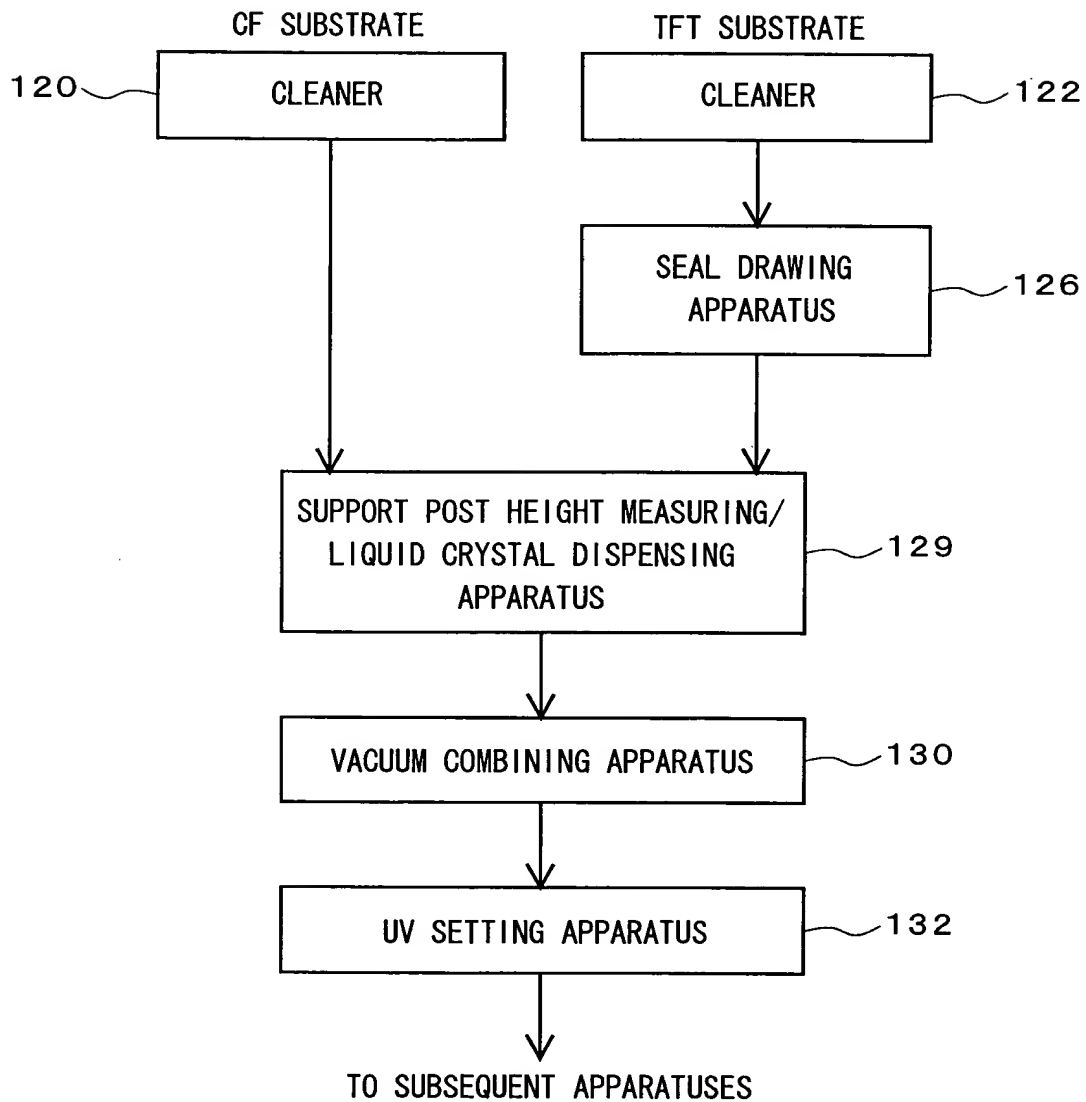 CF SUBSTRATE
TFT SUBSTRATE
120
CLEANER
CLEANER
122
SEAL DRAWING
APPARATUS
126
SUPPORT POST HEIGHT MEASURING/
LIQUID CRYSTAL DISPENSING
APPARATUS
129
VACUUM COMBINING APPARATUS
130
UV SETTING APPARATUS
132
TO SUBSEQUENT APPARATUSES